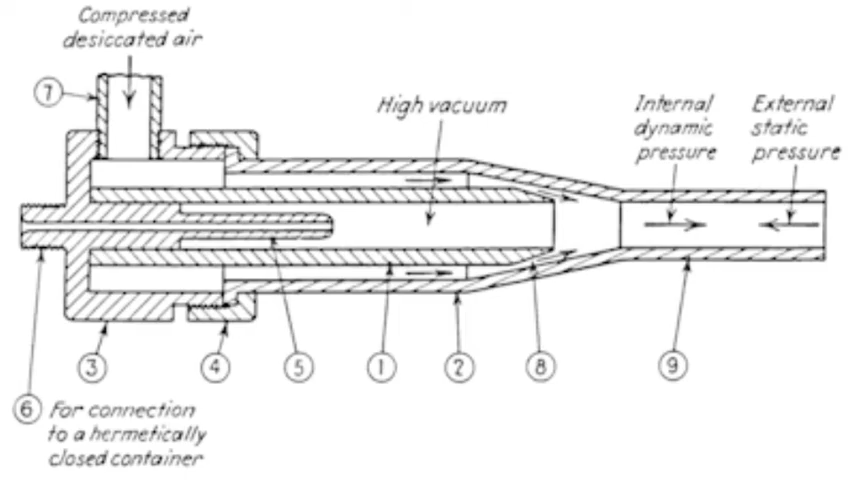 Compressed
desiccated air
7
High vacuum
Internal
dynamic
pressure
External
static
pressure
3
4
5
1
2
8
9
6 For connection
to a hermetically
closed container